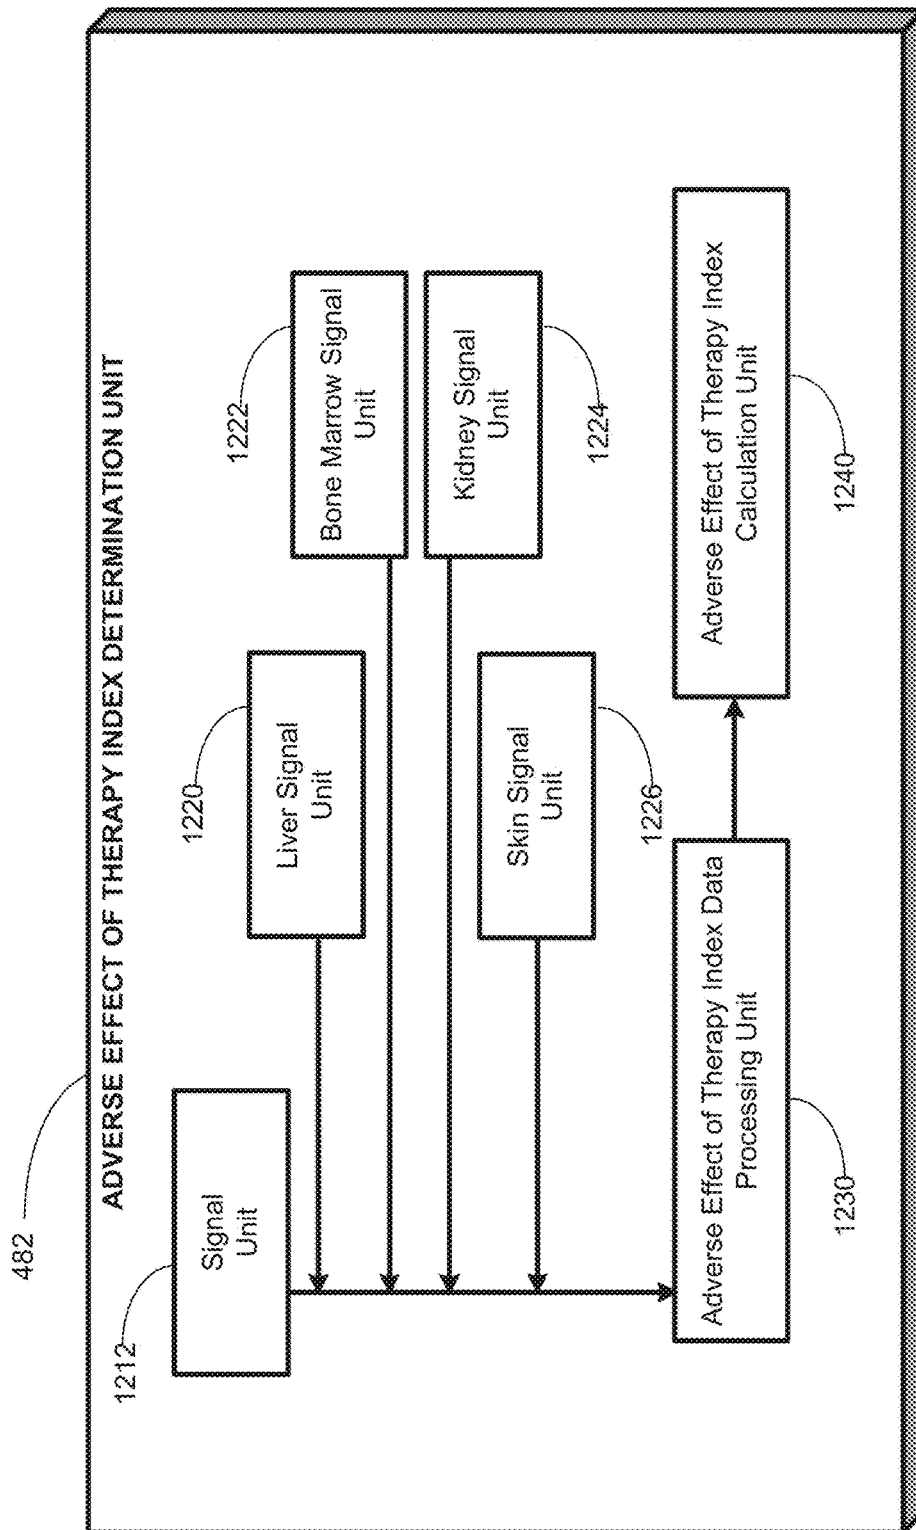 482
ADVERSE EFFECT OF THERAPY INDEX DETERMINATION UNIT
1212
Signal
Unit
1220
Liver Signal
Unit
1222
Bone Marrow Signal
Unit
Kidney Signal
Unit
1224
Skin Signal
Unit
1226
Adverse Effect of Therapy Index Data
Processing Unit
1230
Adverse Effect of Therapy Index
Calculation Unit
1240